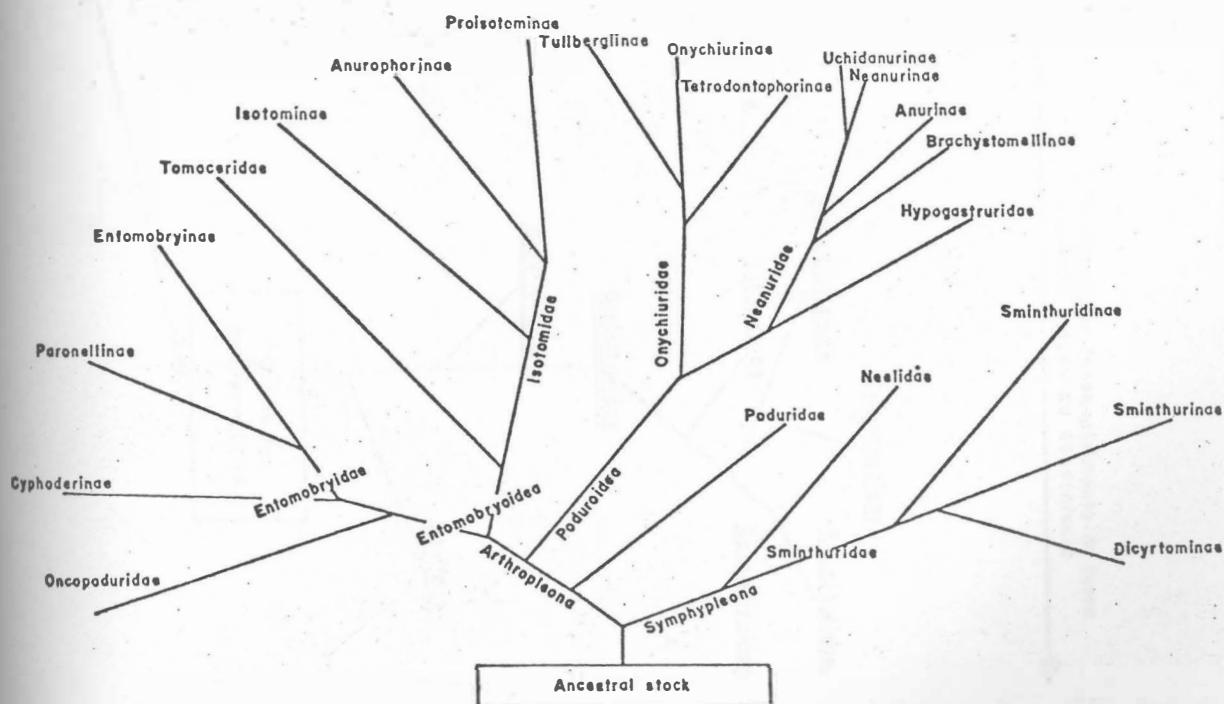 Proisotominae
Tullbergiinae
Onychiurinae
Uchidanurinae
Neanurinae
Anurophorinae
Tetrodontophorinae
Isotominae
Anurinae
Brachystomellinae
Tomoceridae
Hypogastruridae
Entomobryinae
Neanuridae
Onychiuridae
Isotomidae
Sminthuridinae
Paronellinae
Neelidae
Sminthurinae
Poduridae
Cyphoderinae
Entomobryidae
Entomobryoidea
Poduroidea
Sminthuridae
Dicyrtominae
Oncopoduridae
Arthropleona
Symphypleona
Ancestral stock